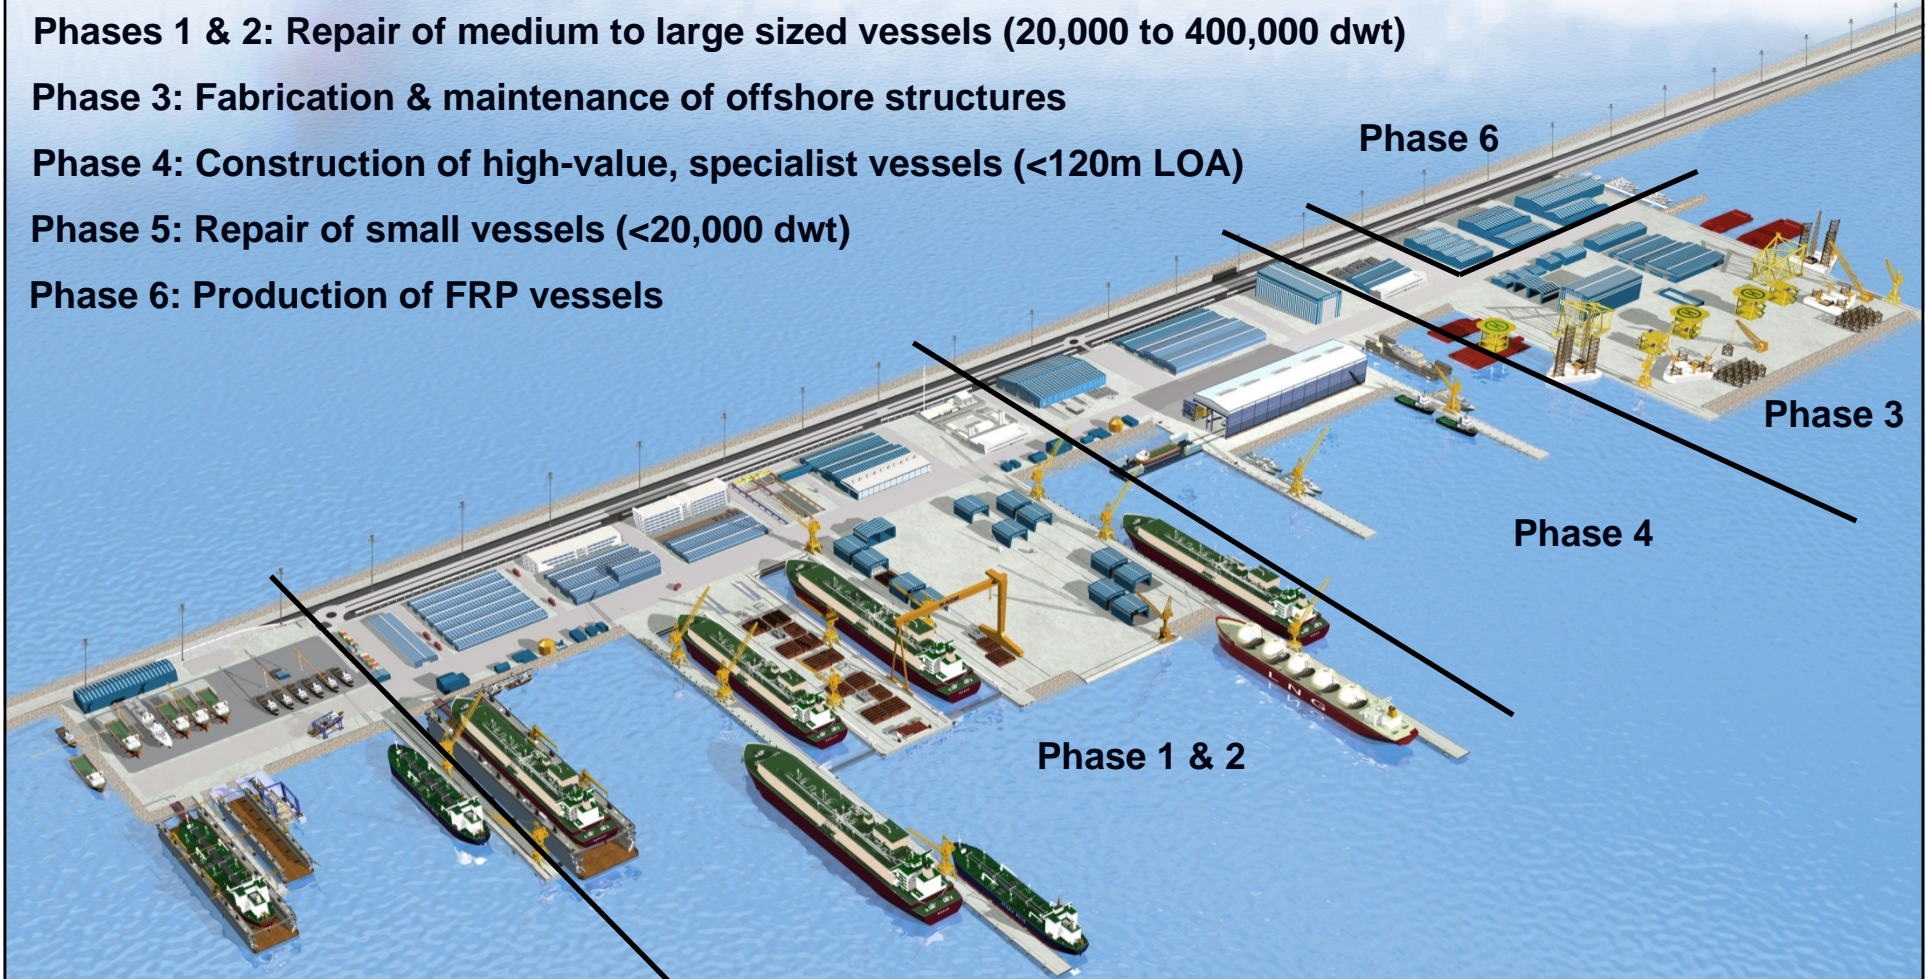 Phases 1 & 2: Repair of medium to large sized vessels (20,000 to 400,000 dwt)
Phase 3: Fabrication & maintenance of offshore structures
Phase 4: Construction of high-value, specialist vessels (<120m LOA)
Phase 5: Repair of small vessels (<20,000 dwt)
Phase 6: Production of FRP vessels
Phase 6
Phase 3
Phase 4
Phase 1 & 2
LNG